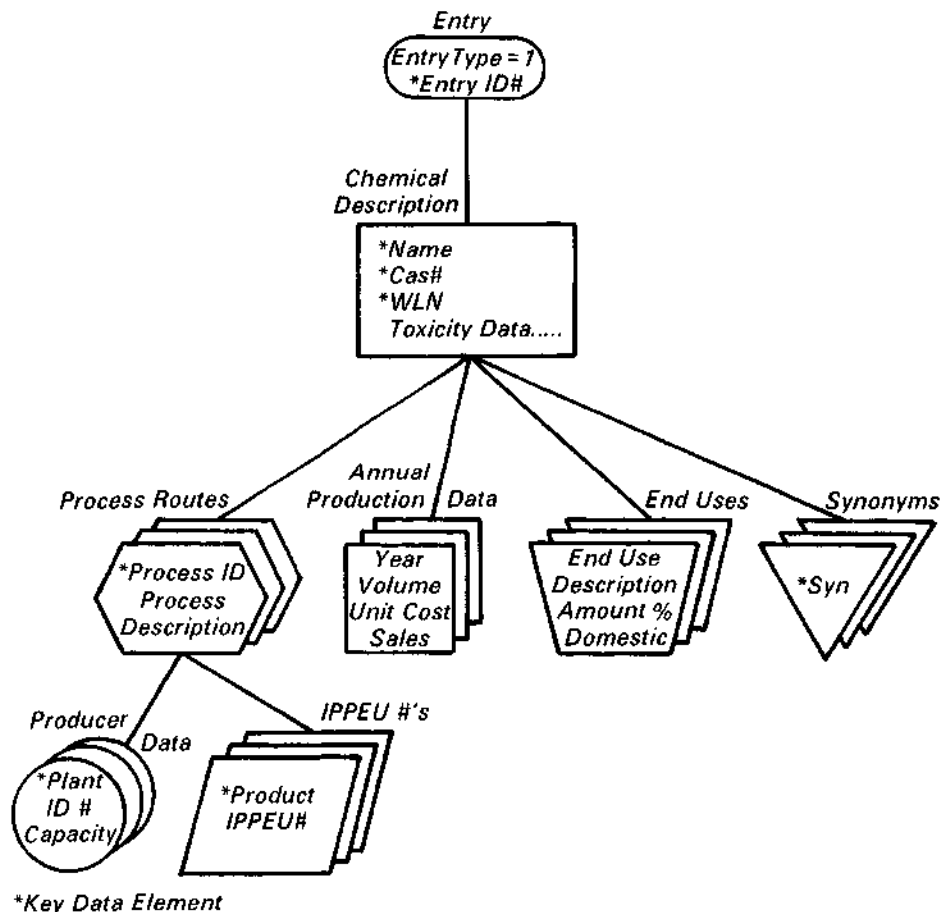 Entry
Entry Type = 1
*Entry ID#
Chemical
Description
*Name
*Cas#
*WLN
Toxicity Data.....
Process Routes
Annual
Production Data
End Uses
Synonyms
*Process ID
Process
Description
Year
Volume
Unit Cost
Sales
End Use
Description
Amount %
Domestic
*Syn
Producer Data
IPPEU #'s
*Plant
ID #
Capacity
*Product
IPPEU#
*Key Data Element